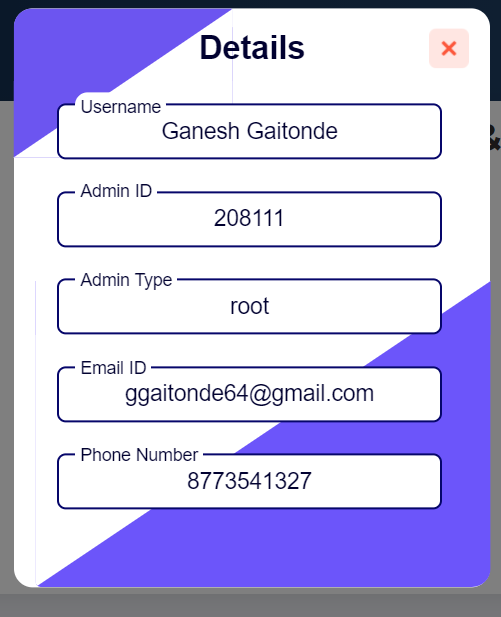 Details
Username
Ganesh Gaitonde
Admin ID
208111
Admin Type
root
Email ID
ggaitonde64@gmail.com
Phone Number
8773541327
&